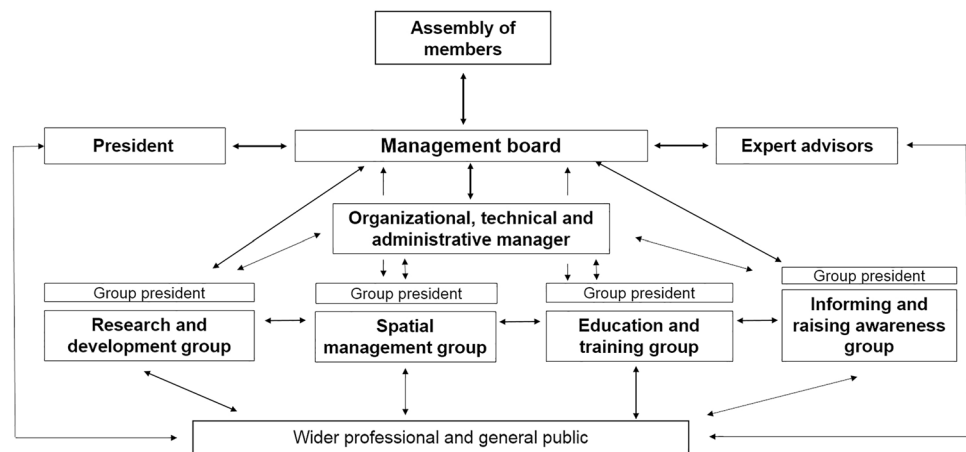 Assembly of
members
President
Management board
Expert advisors
Organizational, technical and
administrative manager
Group president
Group president
Group president
Group president
Research and
development group
Spatial
management group
Education and
training group
Informing and
raising awareness
group
Wider professional and general public